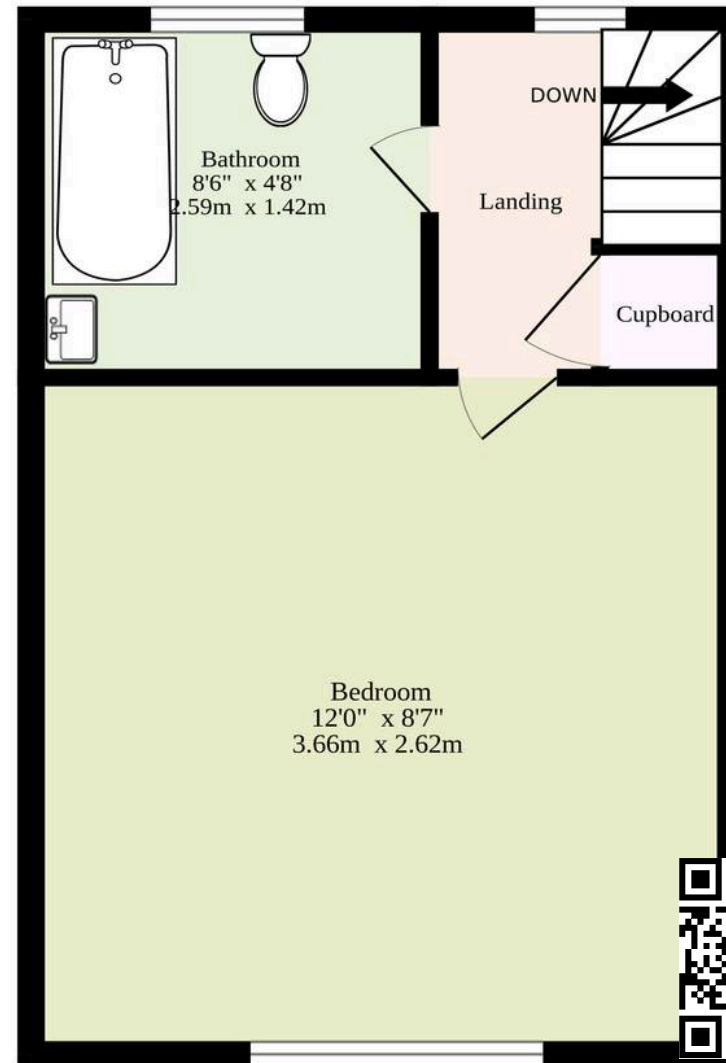 DOWN
Bathroom
8'6" x 4'8"
2.59m x 1.42m
Landing
Cupboard
Bedroom
12'0" x 8'7"
3.66m x 2.62m